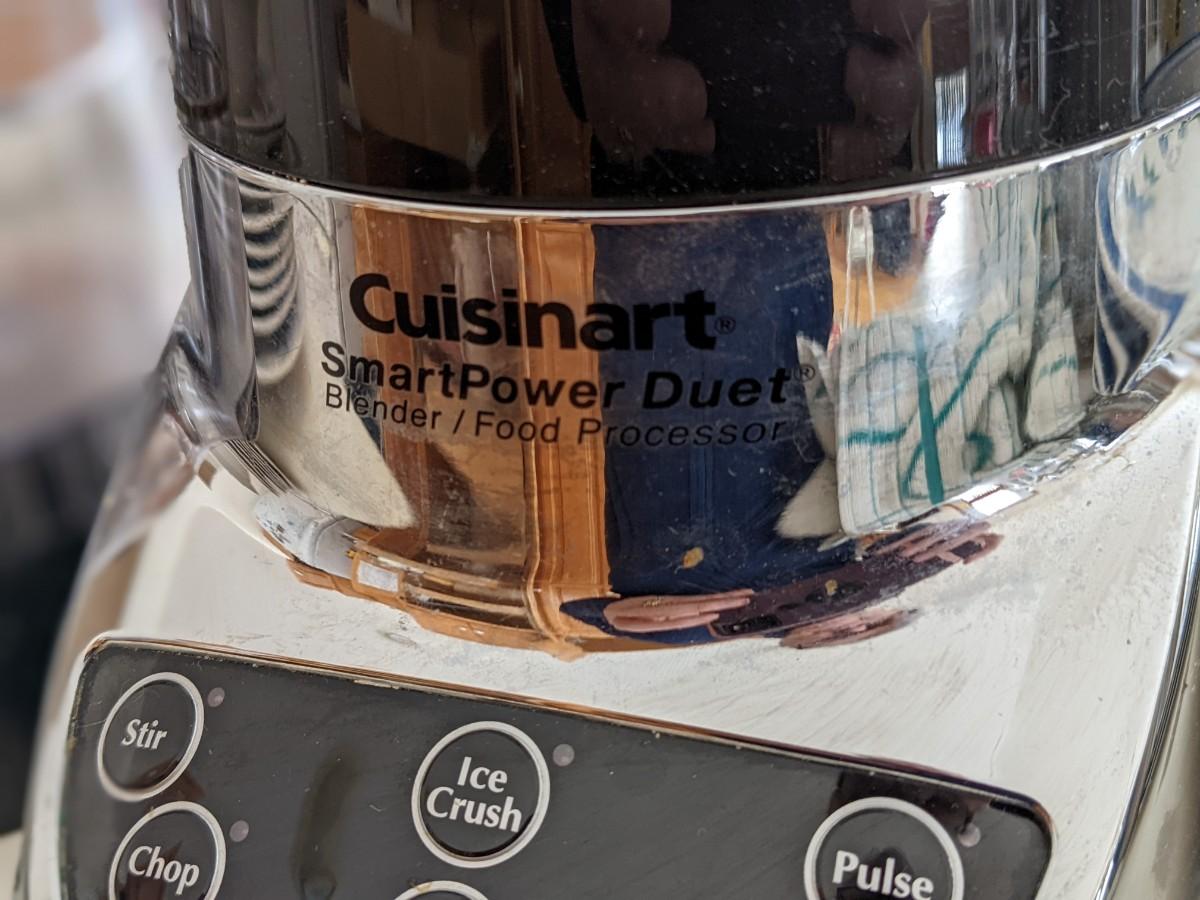 Cuisinart®
SmartPower Duet®
Blender / Food Processor
Stir
Ice
Crush
Chop
Pulse